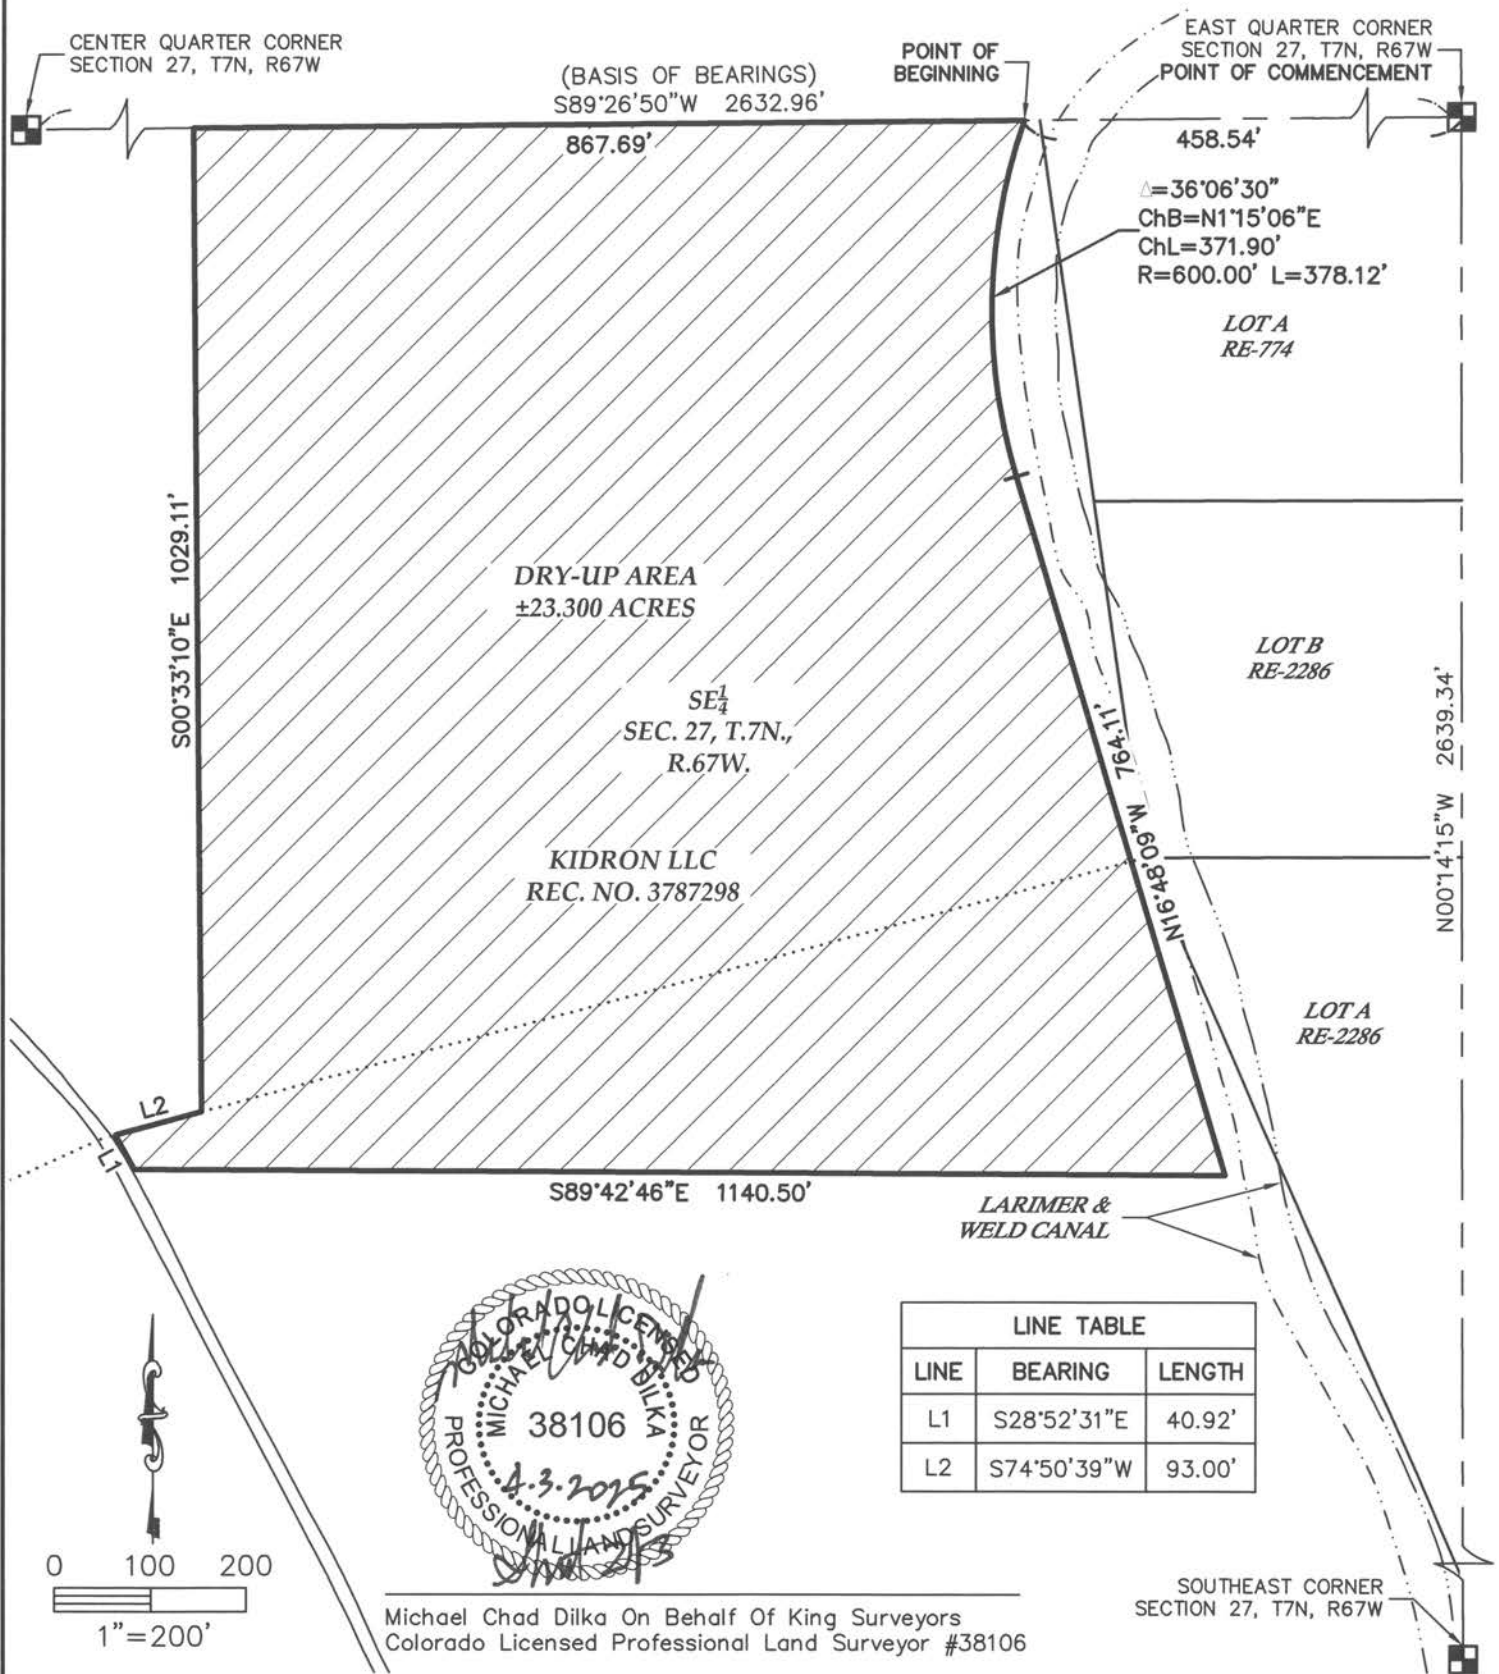 CENTER QUARTER CORNER
SECTION 27, T7N, R67W
(BASIS OF BEARINGS)
S89°26'50"W 2632.96'
867.69'
POINT OF
BEGINNING
EAST QUARTER CORNER
SECTION 27, T7N, R67W
POINT OF COMMENCEMENT
458.54'
Δ=36°06'30"
ChB=N1°15'06"E
ChL=371.90'
R=600.00' L=378.12'
LOT A
RE-774
S00°33'10"E 1029.11'
DRY-UP AREA
±23.300 ACRES
SE1/4
SEC. 27, T.7N.,
R.67W.
KIDRON LLC
REC. NO. 3787298
N16°48'09"W 764.11'
LOT B
RE-2286
N00°14'15"W 2639.34'
LOT A
RE-2286
L2
L1
S89°42'46"E 1140.50'
LARIMER &
WELD CANAL
COLORADO LICENSED
MICHAEL CHAD DILKA
38106
4.3.2025
PROFESSIONAL LAND SURVEYOR
LINE TABLE
LINE BEARING LENGTH
L1 S28°52'31"E 40.92'
L2 S74°50'39"W 93.00'
0 100 200
1"=200'
Michael Chad Dilka On Behalf Of King Surveyors
Colorado Licensed Professional Land Surveyor #38106
SOUTHEAST CORNER
SECTION 27, T7N, R67W